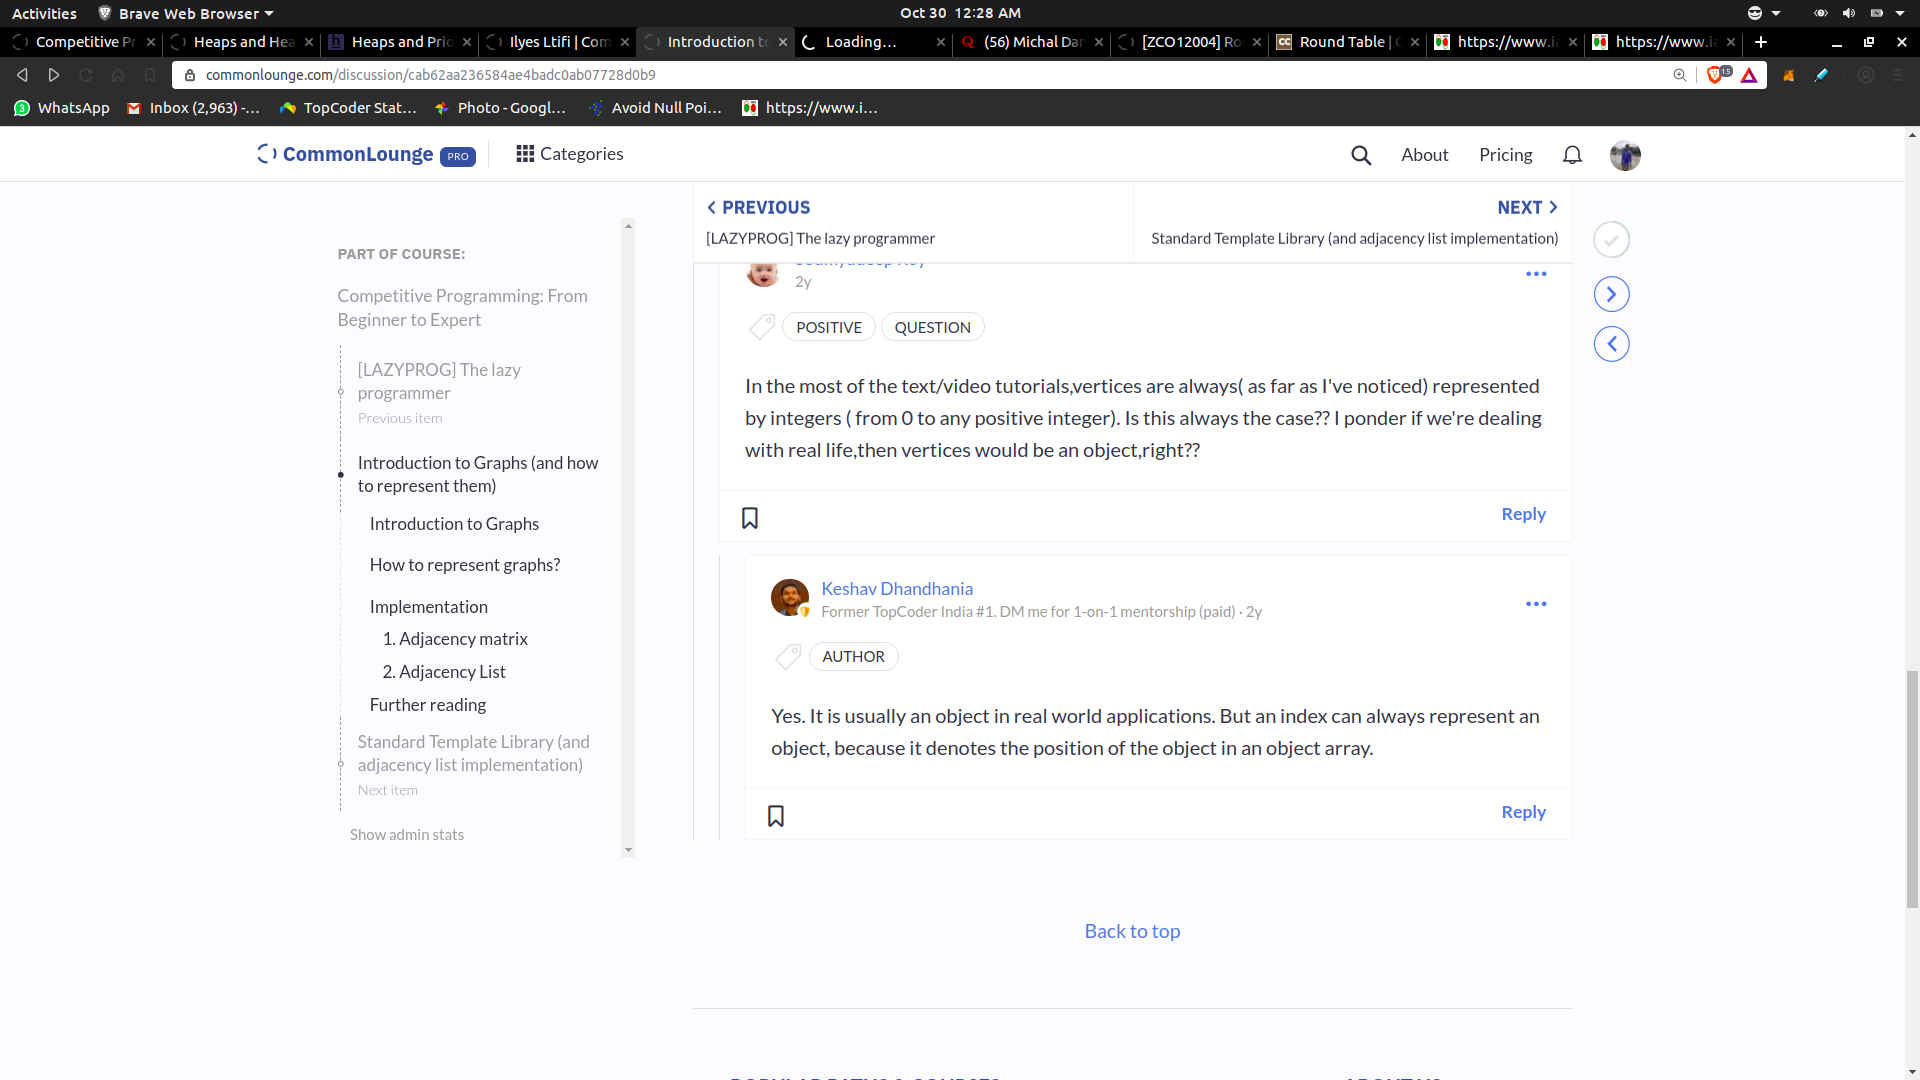 Activities
Brave Web Browser
Oct 30 12:28 AM
Competitive Pr
Heaps and Hea
Heaps and Prio
Ilyes Ltifi | Com
Introduction to
Loading...
(56) Michal Dan
[ZCO12004] Ro
Round Table | C
https://www.ia
https://www.ia
commonlounge.com/discussion/cab62aa236584ae4badc0ab07728d0b9
15
WhatsApp
Inbox (2,963) -...
TopCoder Stat...
Photo - Googl...
Avoid Null Poi...
https://www.i...
CommonLounge PRO
Categories
About
Pricing
PREVIOUS
[LAZYPROG] The lazy programmer
NEXT
Standard Template Library (and adjacency list implementation)
PART OF COURSE:
Competitive Programming: From
Beginner to Expert
[LAZYPROG] The lazy
programmer
Previous item
Introduction to Graphs (and how
to represent them)
Introduction to Graphs
How to represent graphs?
Implementation
1. Adjacency matrix
2. Adjacency List
Further reading
Standard Template Library (and
adjacency list implementation)
Next item
Show admin stats
2y
POSITIVE
QUESTION
In the most of the text/video tutorials,vertices are always( as far as I've noticed) represented
by integers ( from 0 to any positive integer). Is this always the case?? I ponder if we're dealing
with real life,then vertices would be an object,right??
Reply
Keshav Dhandhania
Former TopCoder India #1. DM me for 1-on-1 mentorship (paid) · 2y
AUTHOR
Yes. It is usually an object in real world applications. But an index can always represent an
object, because it denotes the position of the object in an object array.
Reply
Back to top